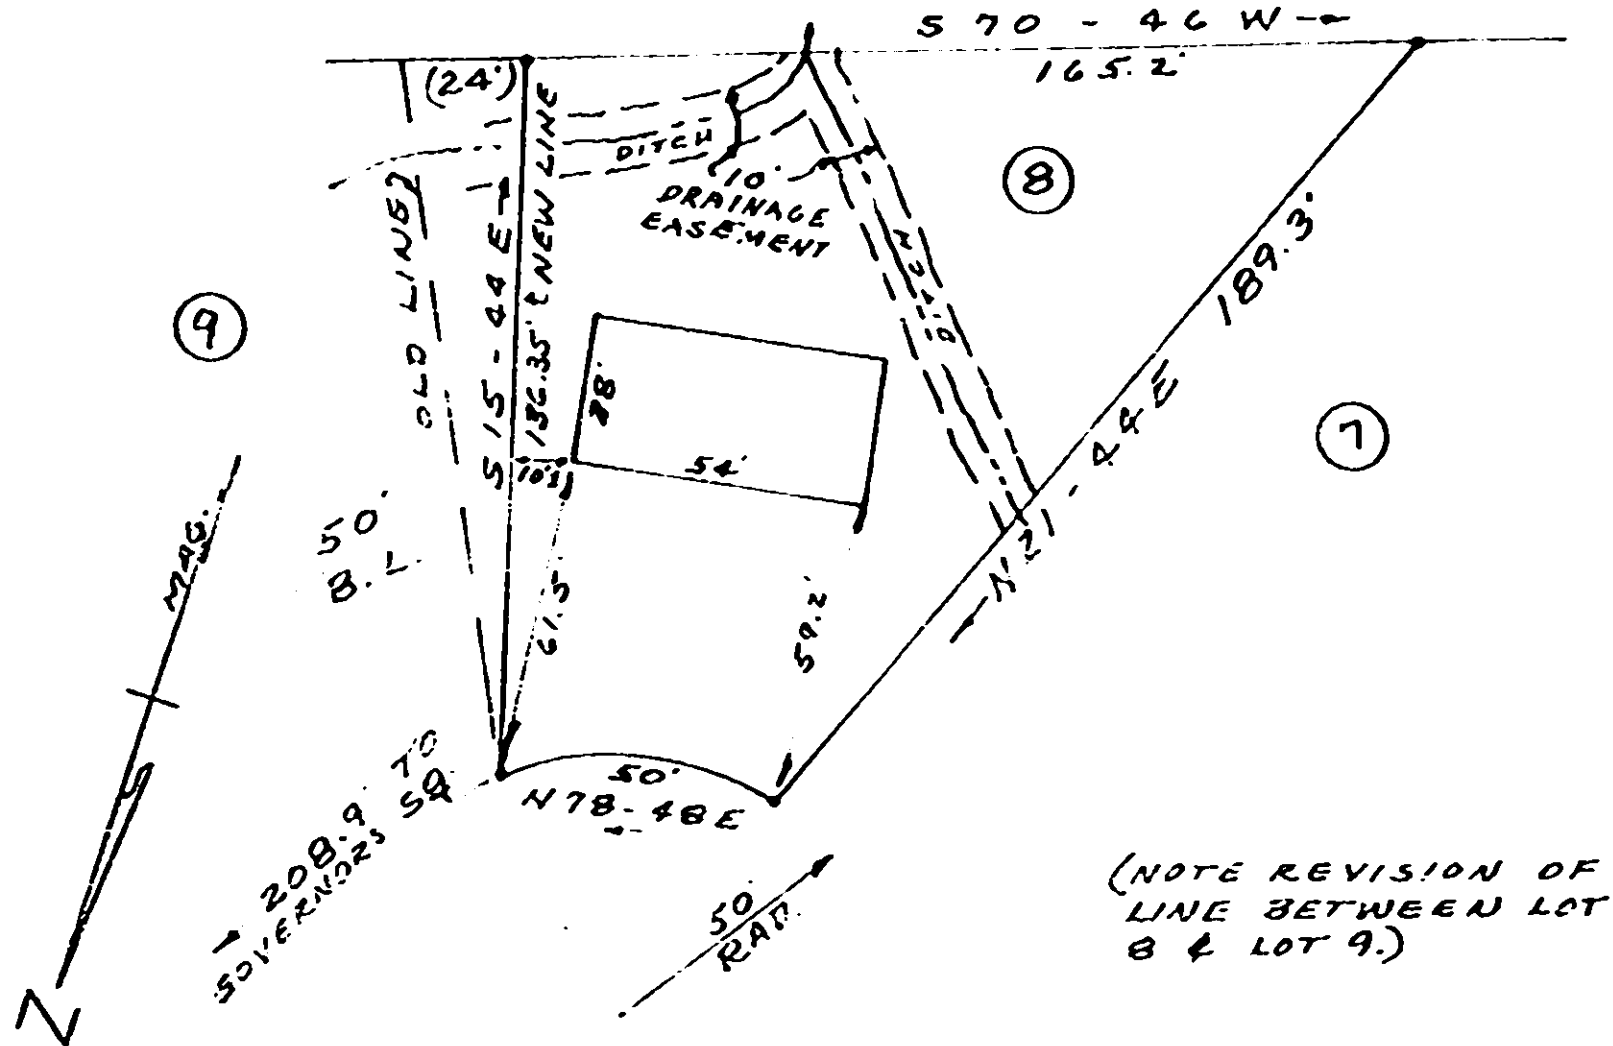 S 70 - 46 W
165.2'
(24')
DITCH
10'
DRAINAGE
EASEMENT
8
OLD LINE
S 15 - 44 E
136.35' ℄ NEW LINE
DITCH
189.3'
9
28'
54'
10'±
7
N 21 - 44 E
50'
B.L.
MAG.
61.5'
59.2'
50'
N 78 - 48 E
208.9' TO
GOVERNORS SQ.
50'
RAD.
(NOTE REVISION OF
LINE BETWEEN LOT
8 & LOT 9.)
N